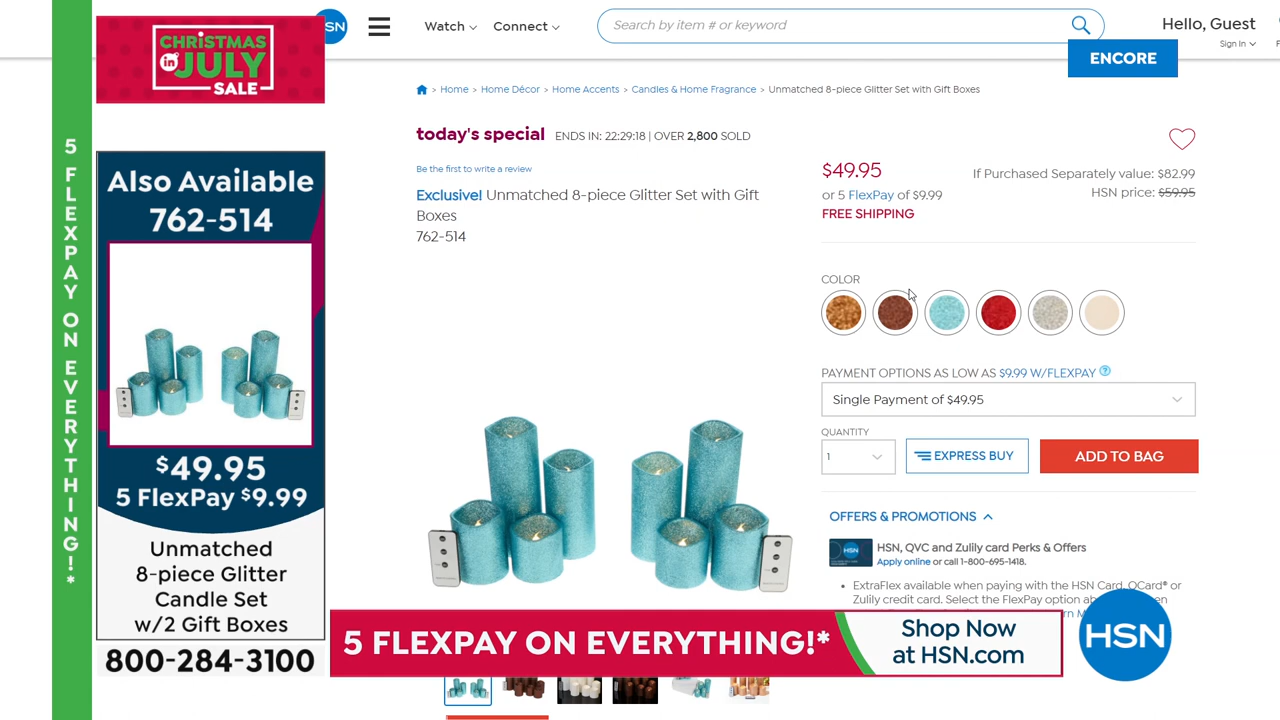 5 FLEXPAY ON EVERYTHING!*
CHRISTMAS
in
JULY
SALE
Also Available
762-514
$49.95
5 FlexPay $9.99
Unmatched
8-piece Glitter
Candle Set
w/2 Gift Boxes
800-284-3100
SN
Watch
Connect
Search by item # or keyword
Hello, Guest
Sign In
ENCORE
> Home > Home Décor > Home Accents > Candles & Home Fragrance > Unmatched 8-piece Glitter Set with Gift Boxes
today's special ENDS IN: 22:29:18 | OVER 2,800 SOLD
Be the first to write a review
Exclusive! Unmatched 8-piece Glitter Set with Gift
Boxes
762-514
$49.95
or 5 FlexPay of $9.99
FREE SHIPPING
If Purchased Separately value: $82.99
HSN price: $59.95
COLOR
PAYMENT OPTIONS AS LOW AS $9.99 W/FLEXPAY ?
Single Payment of $49.95
QUANTITY
1
EXPRESS BUY
ADD TO BAG
OFFERS & PROMOTIONS
HSN
HSN, QVC and Zulily card Perks & Offers
Apply online or call 1-800-695-1418.
• ExtraFlex available when paying with the HSN Card, QCard® or
Zulily credit card. Select the FlexPay option
5 FLEXPAY ON EVERYTHING!*
Shop Now
at HSN.com
HSN